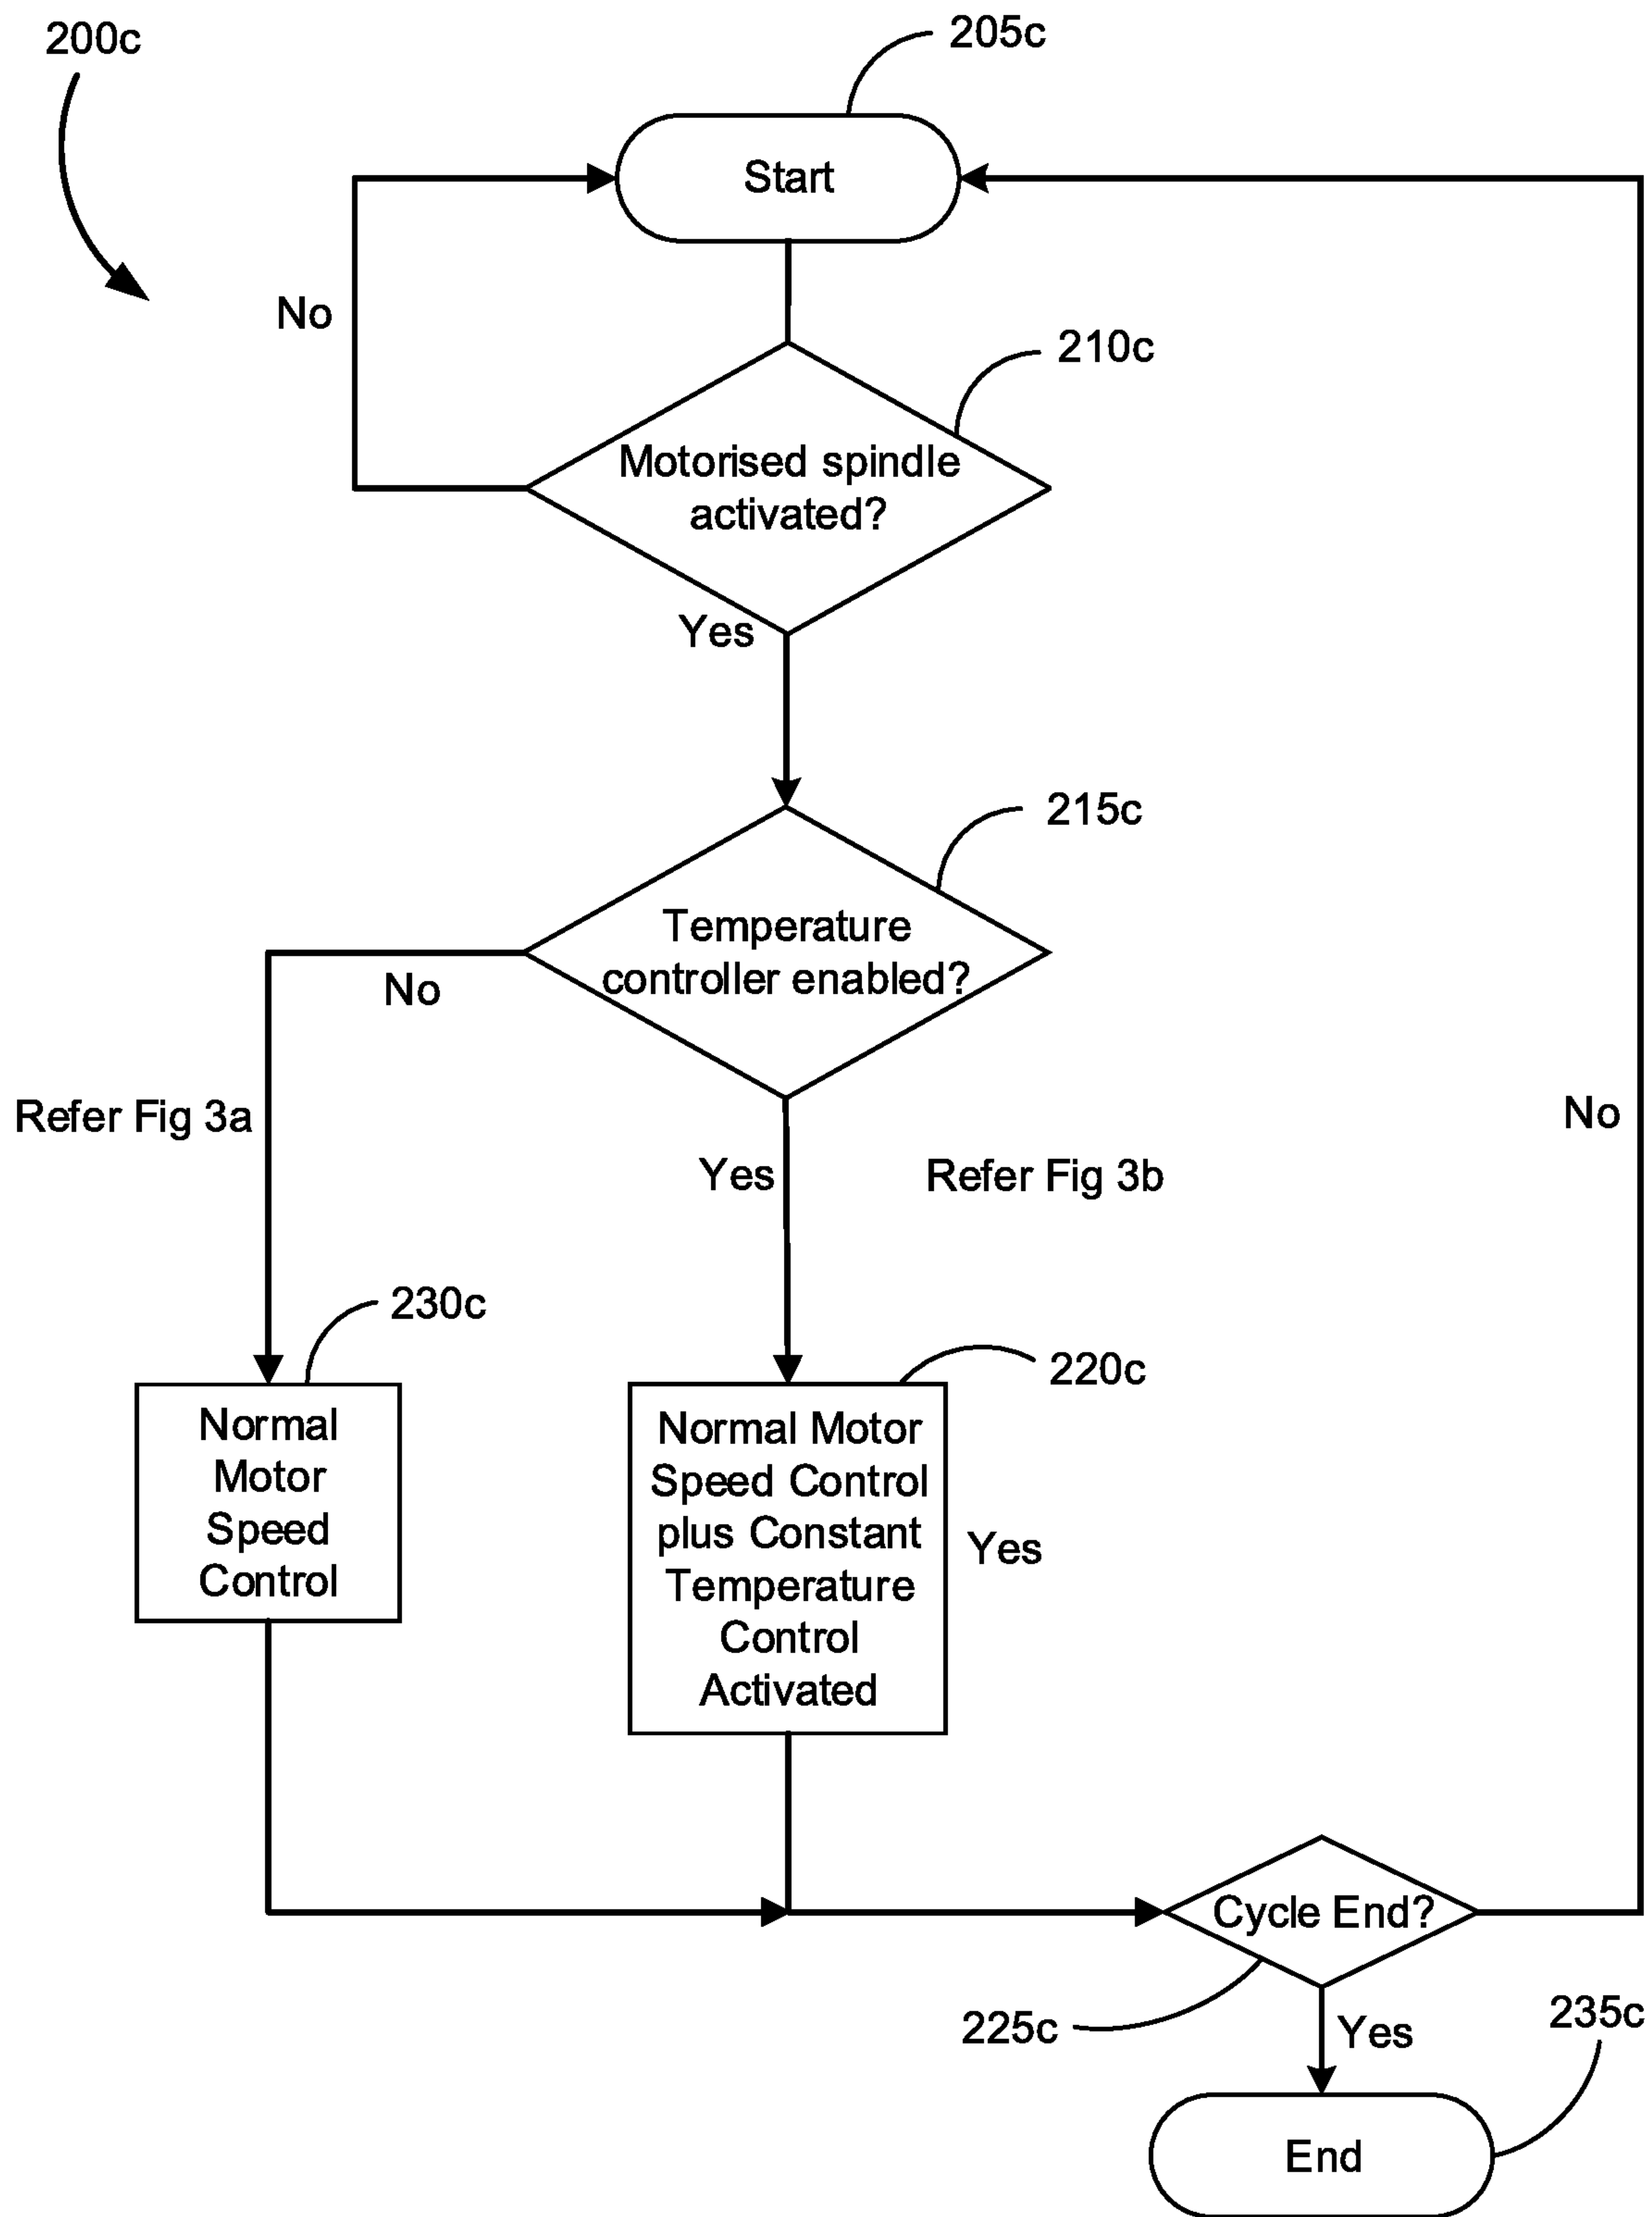 200c
205c
Start
No
210c
Motorised spindle
activated?
Yes
215c
Temperature
controller enabled?
No
Refer Fig 3a
No
Yes
Refer Fig 3b
230c
220c
Normal
Motor
Speed
Control
Normal Motor
Speed Control
plus Constant
Temperature
Control
Activated
Yes
Cycle End?
225c
Yes
235c
End